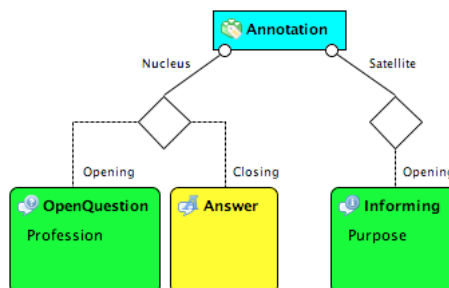 Annotation
Nucleus
Satellite
Opening
Closing
Opening
OpenQuestion
Answer
Informing
Profession
Purpose